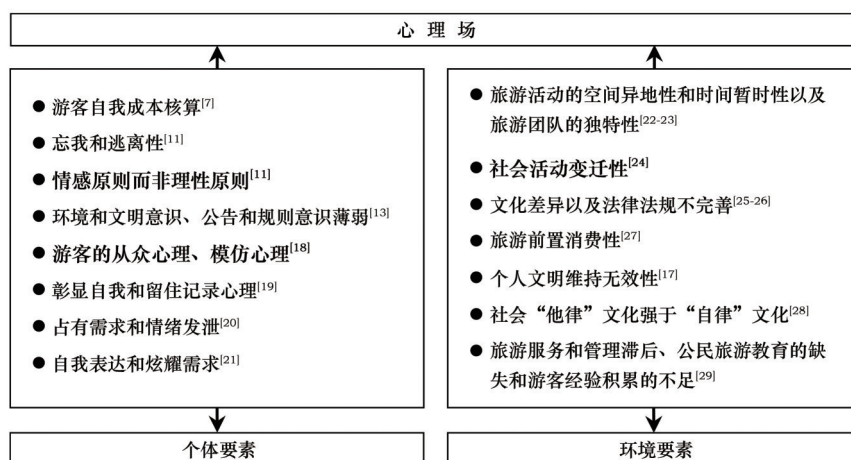 心 理 场
● 游客自我成本核算[7]
● 忘我和逃离性[11]
● 情感原则而非理性原则[11]
● 环境和文明意识、公告和规则意识薄弱[13]
● 游客的从众心理、模仿心理[18]
● 彰显自我和留住记录心理[19]
● 占有需求和情绪发泄[20]
● 自我表达和炫耀需求[21]
● 旅游活动的空间异地性和时间暂时性以及
旅游团队的独特性[22-23]
● 社会活动变迁性[24]
● 文化差异以及法律法规不完善[25-26]
● 旅游前置消费性[27]
● 个人文明维持无效性[17]
● 社会“他律”文化强于“自律”文化[28]
● 旅游服务和管理滞后、公民旅游教育的缺
失和游客经验积累的不足[29]
个体要素
环境要素